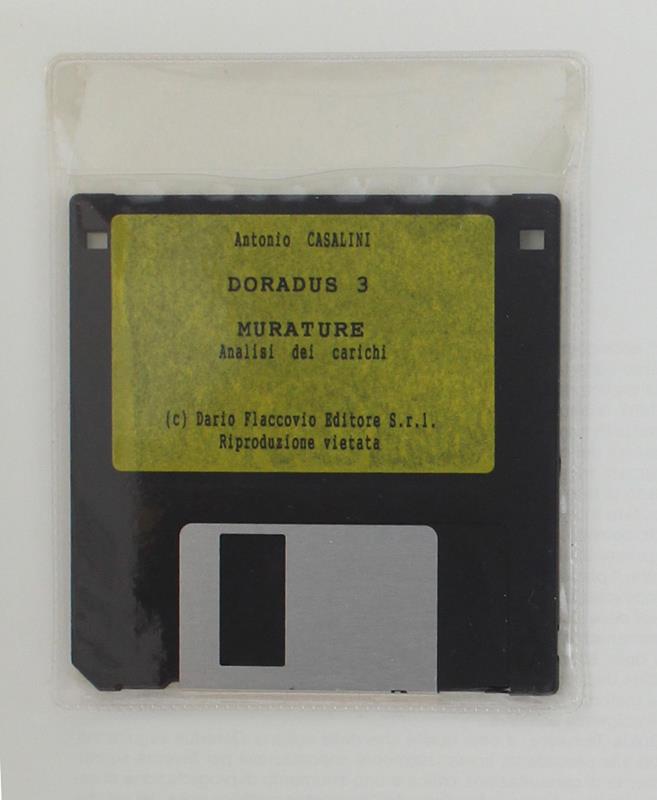 Antonio CASALINI
DORADUS 3
MURATURE
Analisi dei carichi
(c) Dario Flaccovio Editore S.r.l.
Riproduzione vietata